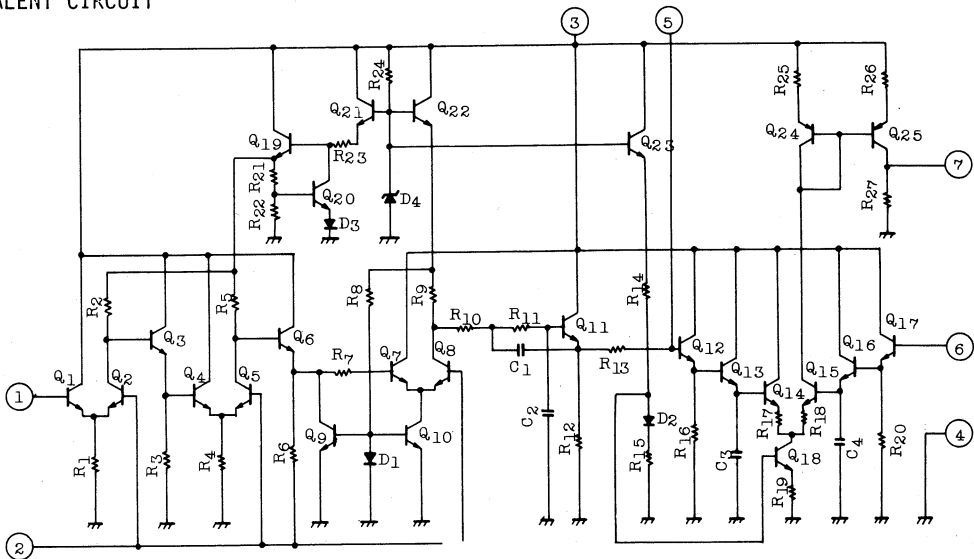 ALENT CIRCUIT
3
5
R24
R25
R26
Q21
Q22
Q19
R23
Q23
Q24
Q25
7
R21
Q20
R22
D3
D4
R27
R2
R5
R8
R9
R14
Q3
Q6
R10
R11
Q11
Q17
Q12
Q16
6
R7
Q7
Q8
C1
R13
Q13
Q1
Q2
Q4
Q5
Q14
Q15
1
R17
R18
C2
D2
Q9
Q10
R12
R16
R20
4
R1
R3
R4
R6
D1
R15
C3
Q18
C4
R19
2